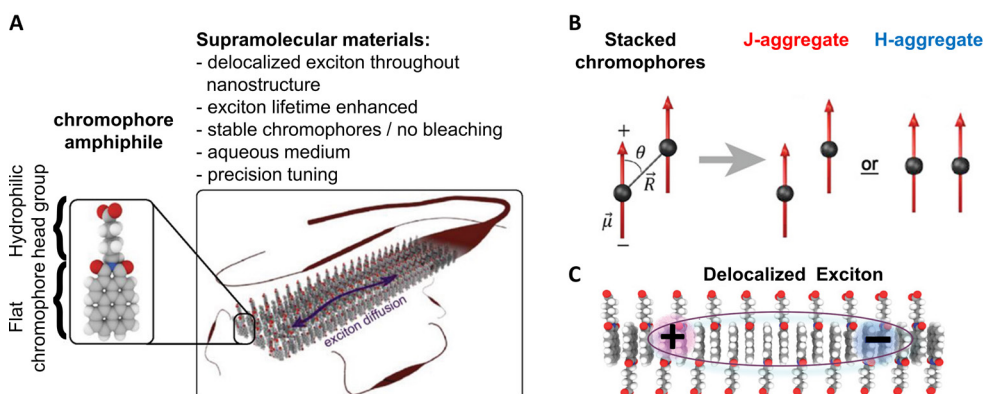 A
Supramolecular materials:
- delocalized exciton throughout
nanostructure
- exciton lifetime enhanced
- stable chromophores / no bleaching
- aqueous medium
- precision tuning
chromophore
amphiphile
Hydrophilic
head group
Flat
chromophore
exciton diffusion
B
Stacked
chromophores
J-aggregate
H-aggregate
+
θ
R⃗
μ⃗
–
or
C
Delocalized Exciton
+
–